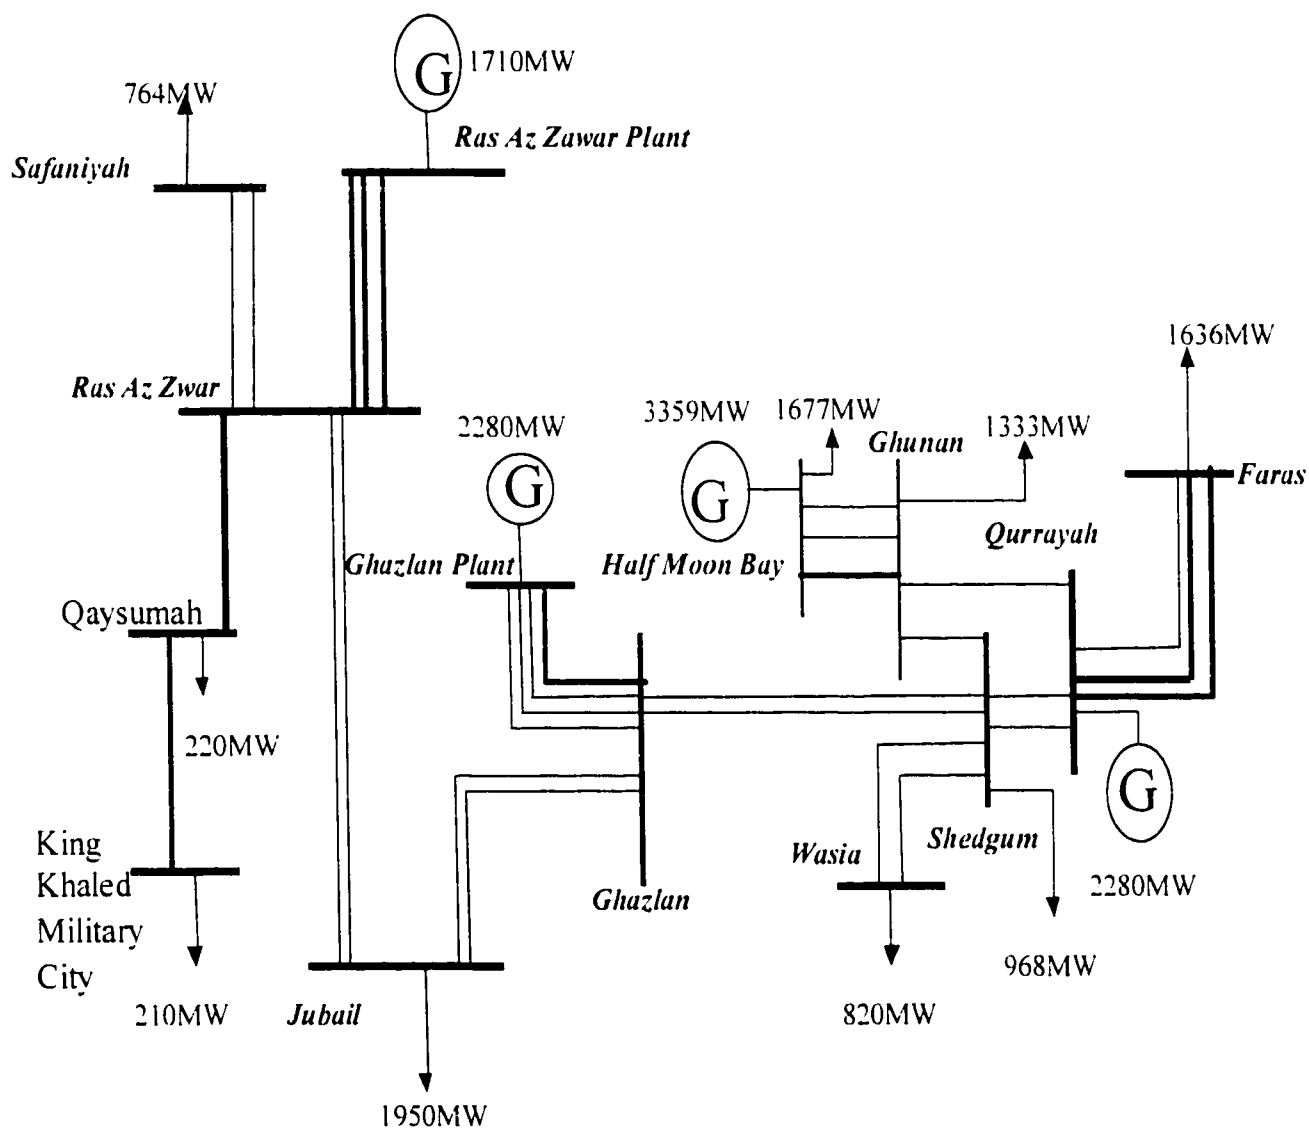 G
1710MW
764MW
Ras Az Zawar Plant
Safaniyah
1636MW
Ras Az Zwar
3359MW
1677MW
2280MW
Ghunan
1333MW
Faras
G
G
Qurrayah
Ghazlan Plant
Half Moon Bay
Qaysumah
220MW
G
King
Khaled
Military
City
Wasia
Shedgum
2280MW
Ghazlan
968MW
210MW
Jubail
820MW
1950MW